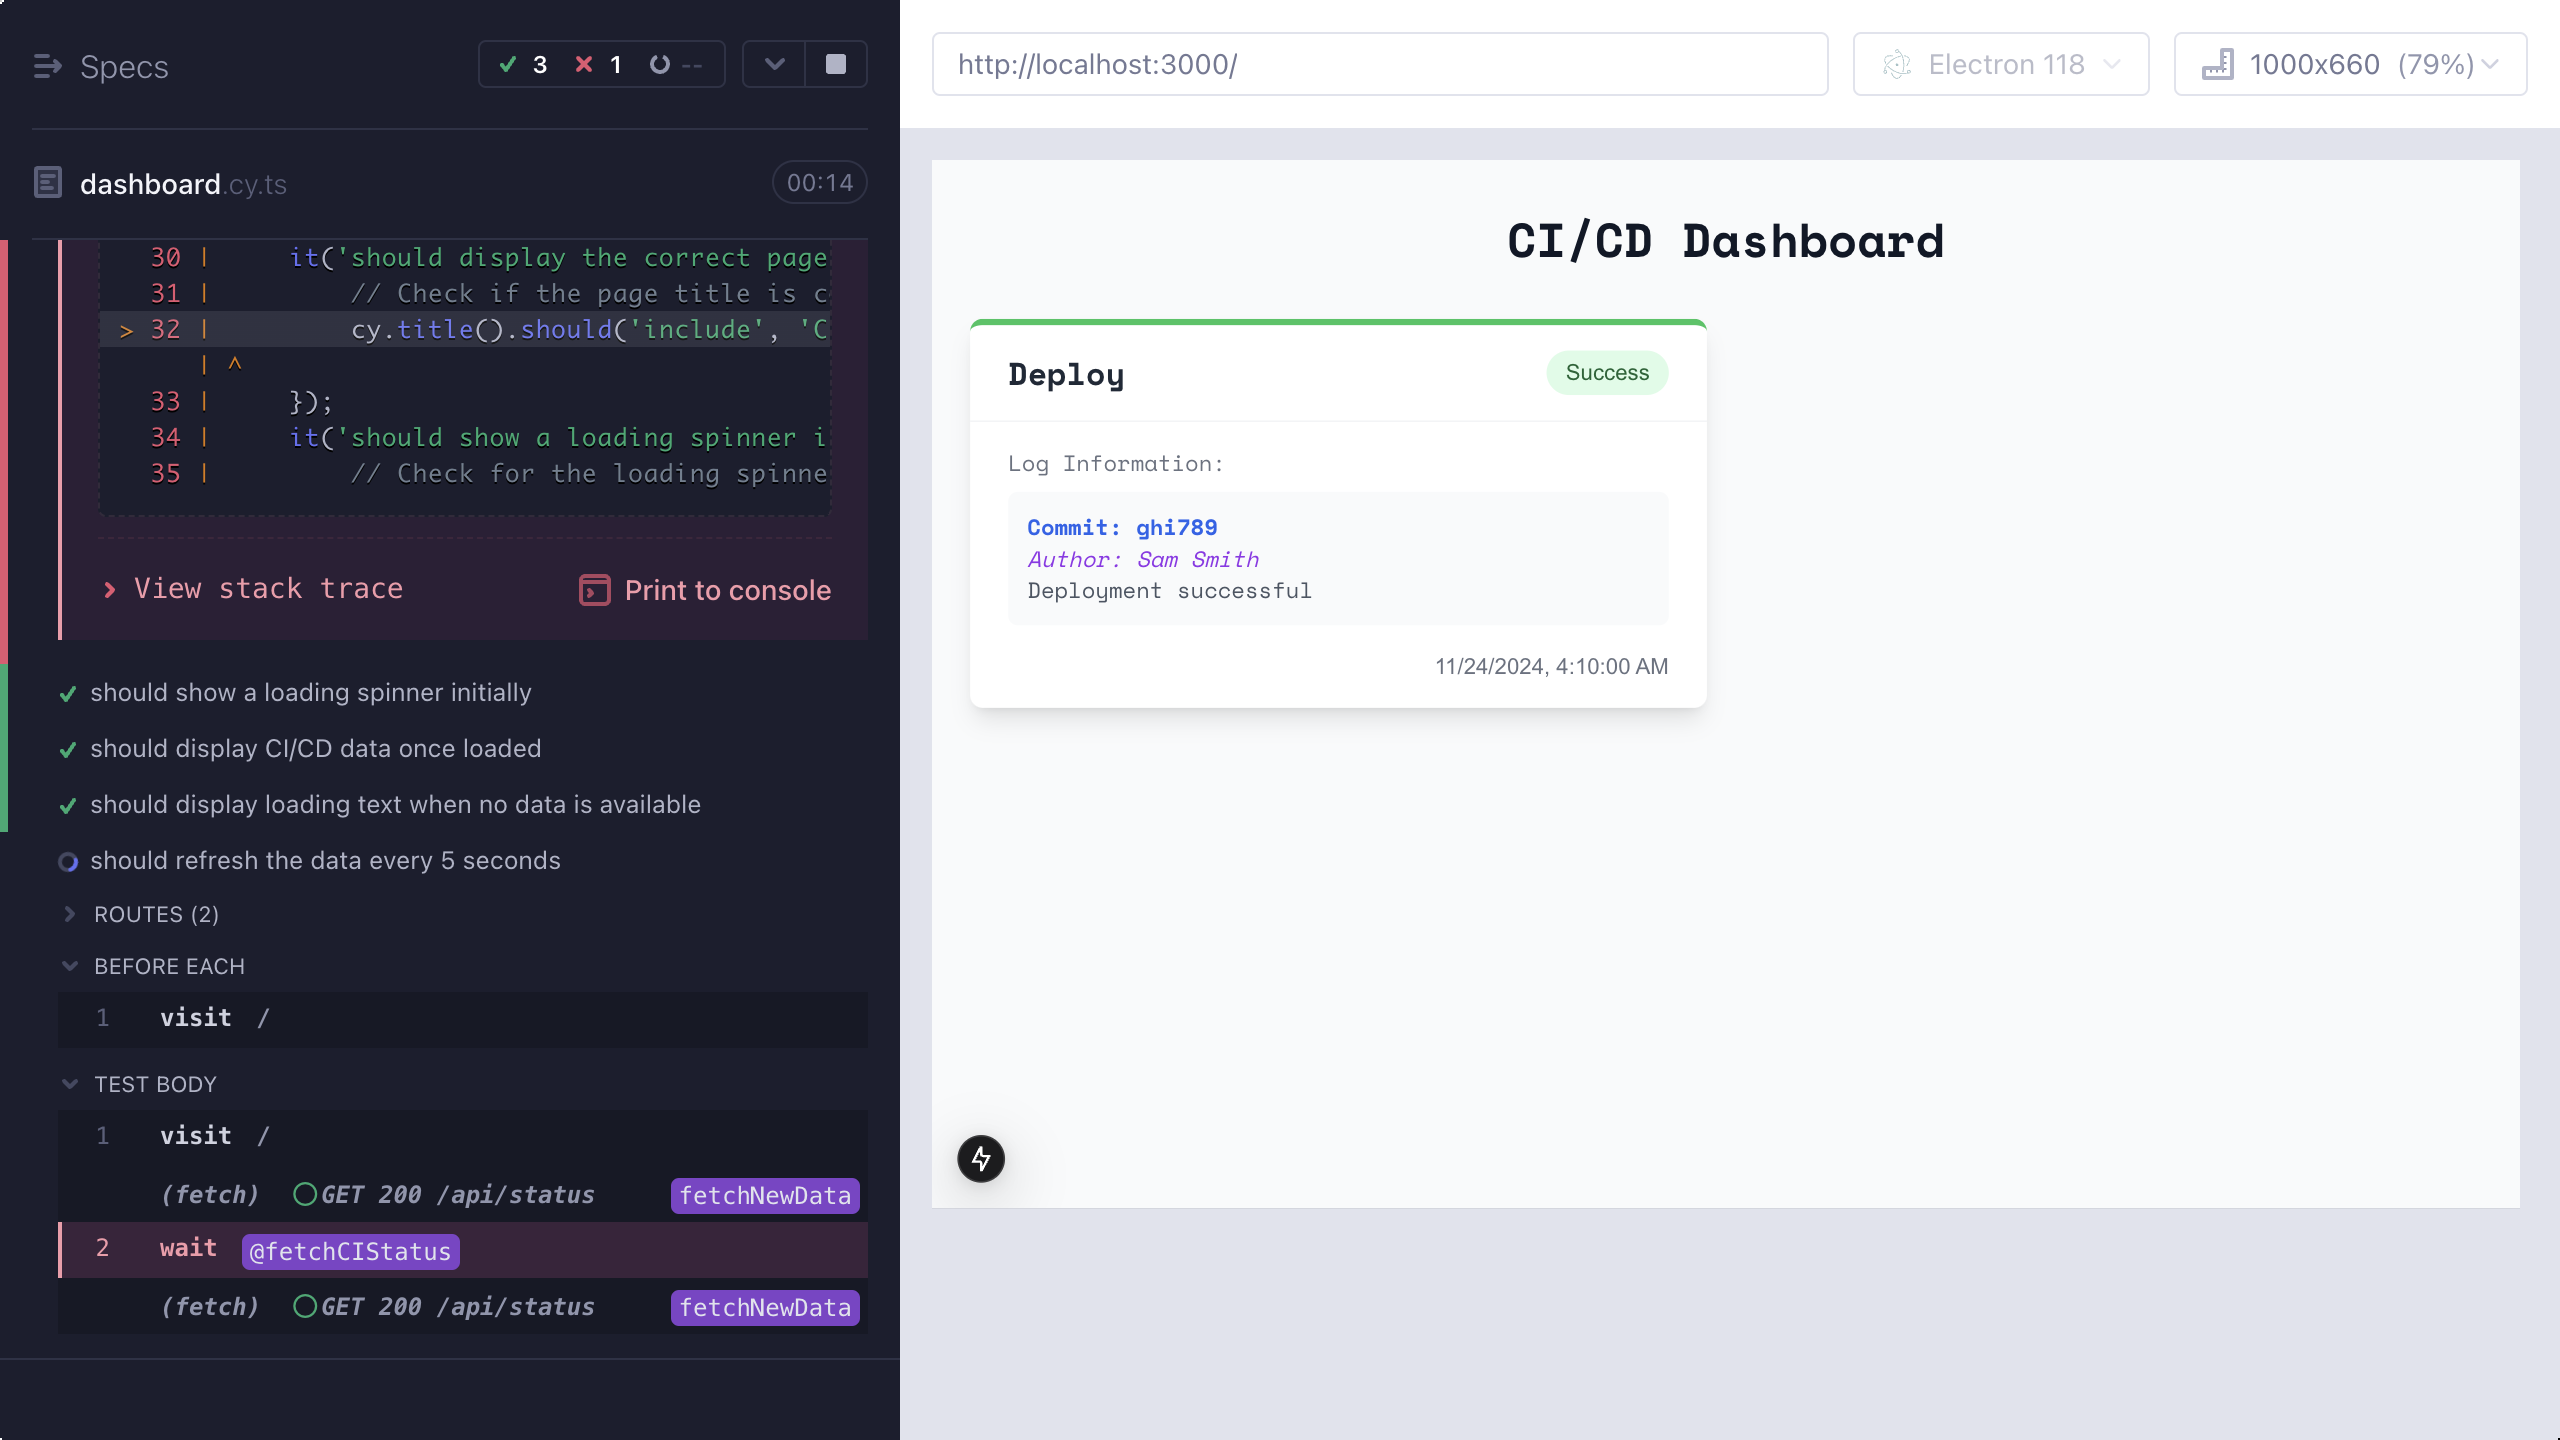 Specs
3 1 --
dashboard.cy.ts
00:14
30 | it('should display the correct page
31 | // Check if the page title is c
> 32 | cy.title().should('include', 'C
| ^
33 | });
34 | it('should show a loading spinner i
35 | // Check for the loading spinne
View stack trace
Print to console
should show a loading spinner initially
should display CI/CD data once loaded
should display loading text when no data is available
should refresh the data every 5 seconds
ROUTES (2)
BEFORE EACH
1 visit /
TEST BODY
1 visit /
(fetch) GET 200 /api/status fetchNewData
2 wait @fetchCIStatus
(fetch) GET 200 /api/status fetchNewData
http://localhost:3000/
Electron 118
1000x660 (79%)
CI/CD Dashboard
Deploy
Success
Log Information:
Commit: ghi789
Author: Sam Smith
Deployment successful
11/24/2024, 4:10:00 AM